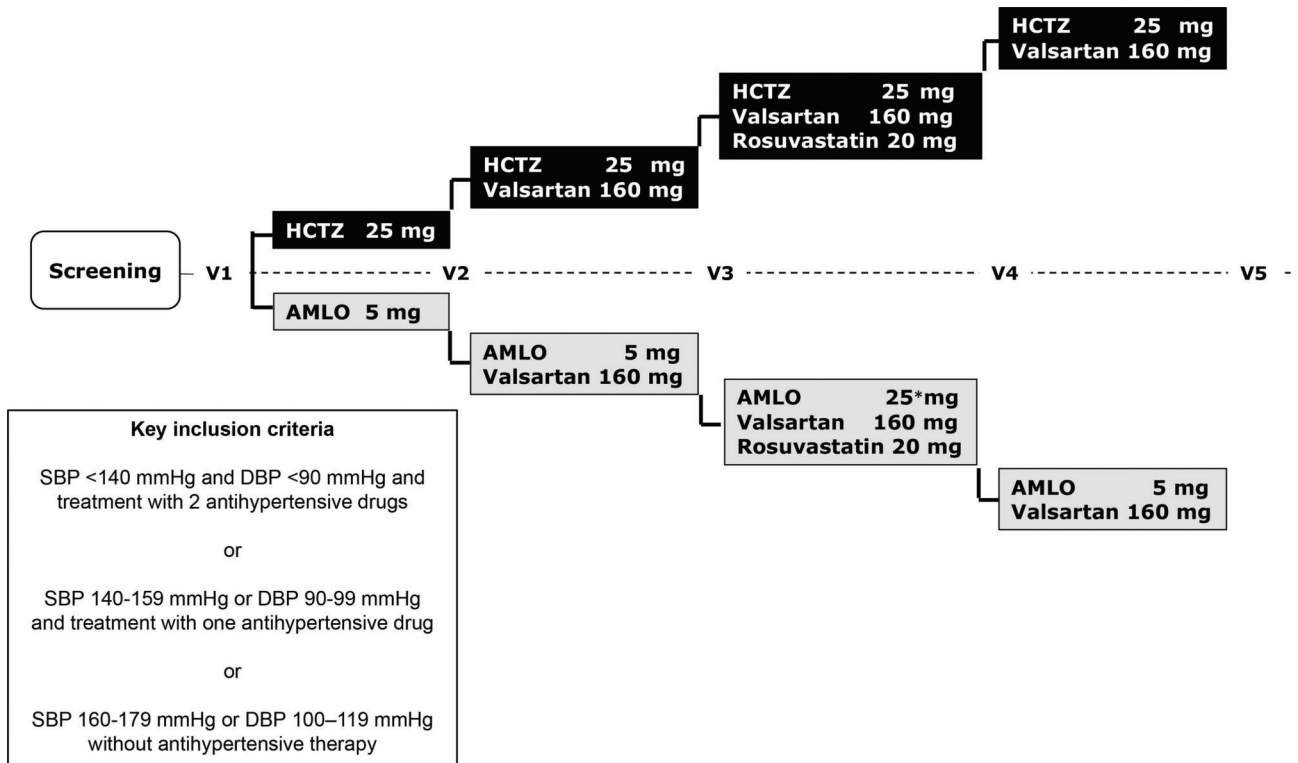 HCTZ 25 mg
Valsartan 160 mg
HCTZ 25 mg
Valsartan 160 mg
Rosuvastatin 20 mg
HCTZ 25 mg
Valsartan 160 mg
HCTZ 25 mg
Screening
V1
V2
V3
V4
V5
AMLO 5 mg
AMLO 5 mg
Valsartan 160 mg
AMLO 25*mg
Valsartan 160 mg
Rosuvastatin 20 mg
AMLO 5 mg
Valsartan 160 mg
Key inclusion criteria
SBP <140 mmHg and DBP <90 mmHg and
treatment with 2 antihypertensive drugs
or
SBP 140-159 mmHg or DBP 90-99 mmHg
and treatment with one antihypertensive drug
or
SBP 160-179 mmHg or DBP 100–119 mmHg
without antihypertensive therapy